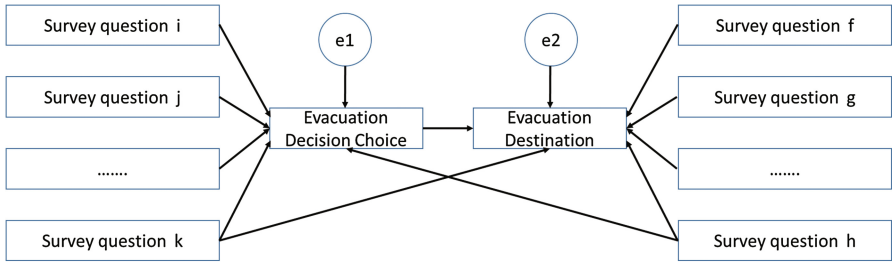 Survey question i
e1
e2
Survey question f
Survey question j
Evacuation
Decision Choice
Evacuation
Destination
Survey question g
.......
.......
Survey question k
Survey question h